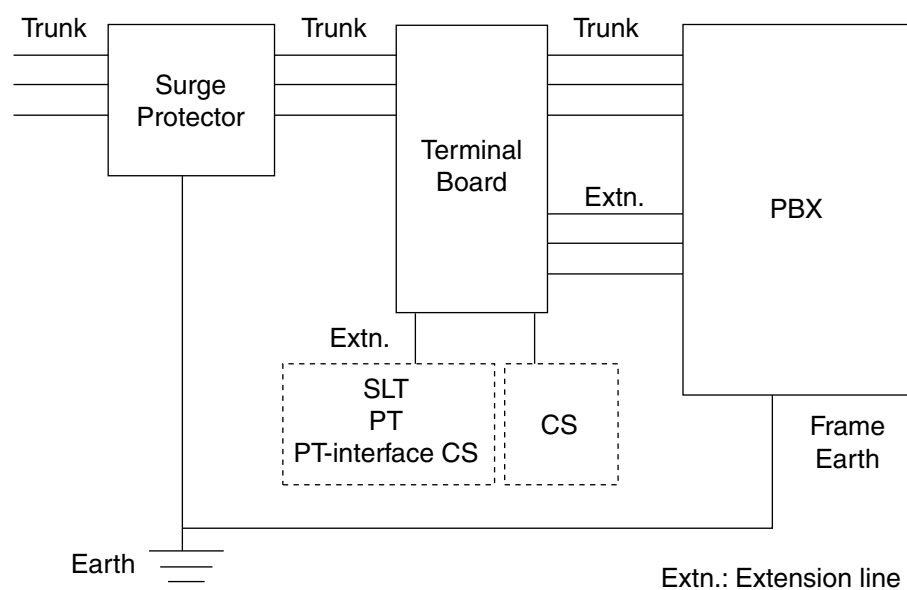 Trunk
Trunk
Trunk
Surge
Protector
Terminal
Board
Extn.
PBX
Extn.
SLT
PT
PT-interface CS
CS
Frame
Earth
Earth
Extn.: Extension line